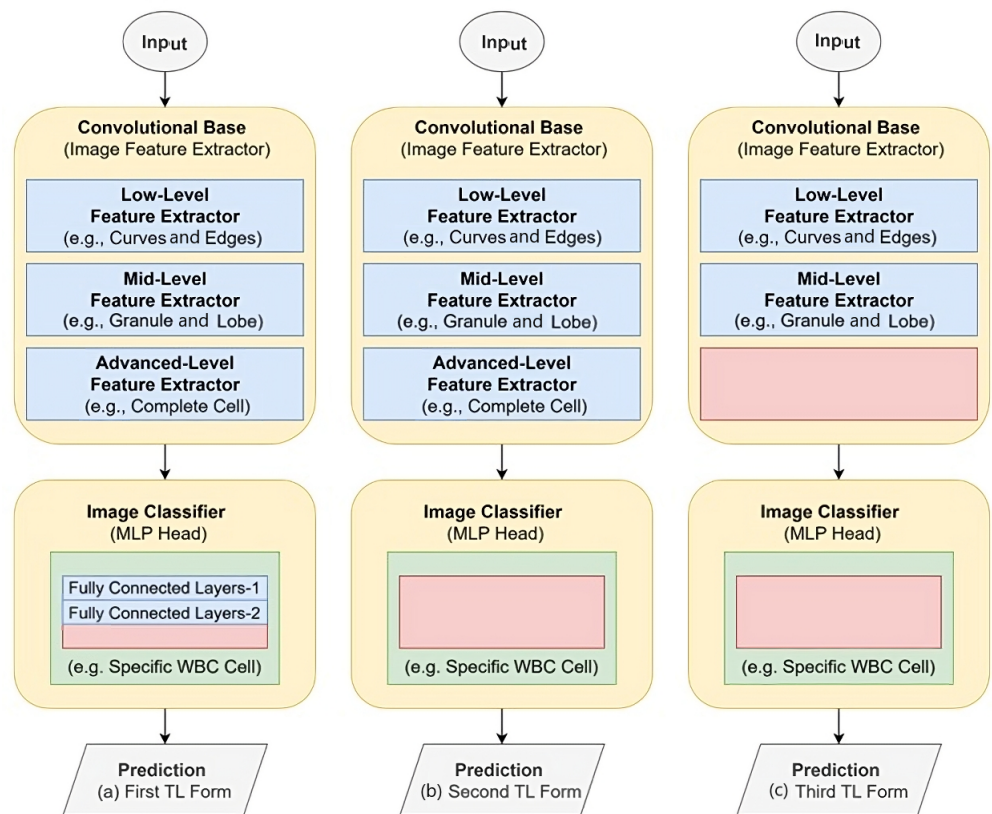 Input
Convolutional Base
(Image Feature Extractor)
Low-Level
Feature Extractor
(e.g., Curves and Edges)
Mid-Level
Feature Extractor
(e.g., Granule and Lobe)
Advanced-Level
Feature Extractor
(e.g., Complete Cell)
Image Classifier
(MLP Head)
Fully Connected Layers-1
Fully Connected Layers-2
(e.g. Specific WBC Cell)
Prediction
(a) First TL Form
Input
Convolutional Base
(Image Feature Extractor)
Low-Level
Feature Extractor
(e.g., Curves and Edges)
Mid-Level
Feature Extractor
(e.g., Granule and Lobe)
Advanced-Level
Feature Extractor
(e.g., Complete Cell)
Image Classifier
(MLP Head)
(e.g. Specific WBC Cell)
Prediction
(b) Second TL Form
Input
Convolutional Base
(Image Feature Extractor)
Low-Level
Feature Extractor
(e.g., Curves and Edges)
Mid-Level
Feature Extractor
(e.g., Granule and Lobe)
Image Classifier
(MLP Head)
(e.g. Specific WBC Cell)
Prediction
(c) Third TL Form